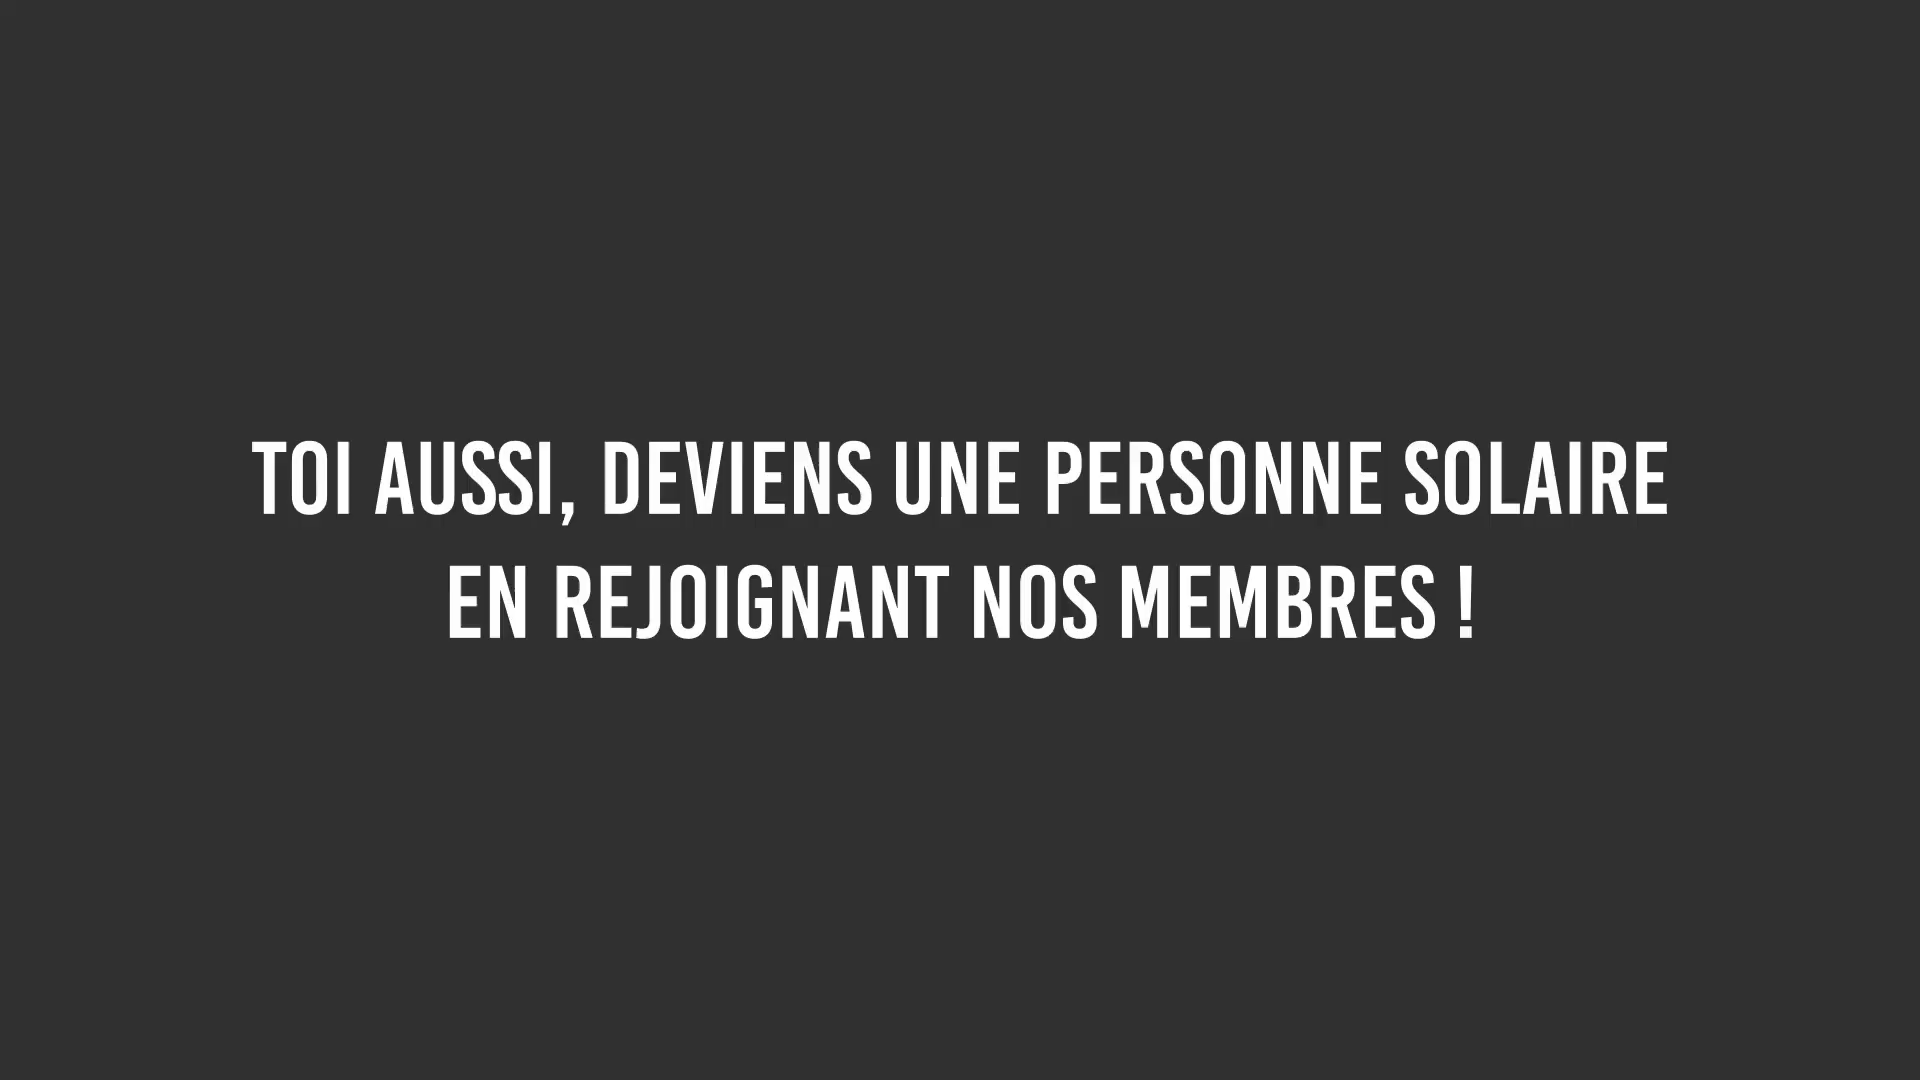 TOI AUSSI, DEVIENS UNE PERSONNE SOLAIRE
EN REJOIGNANT NOS MEMBRES !